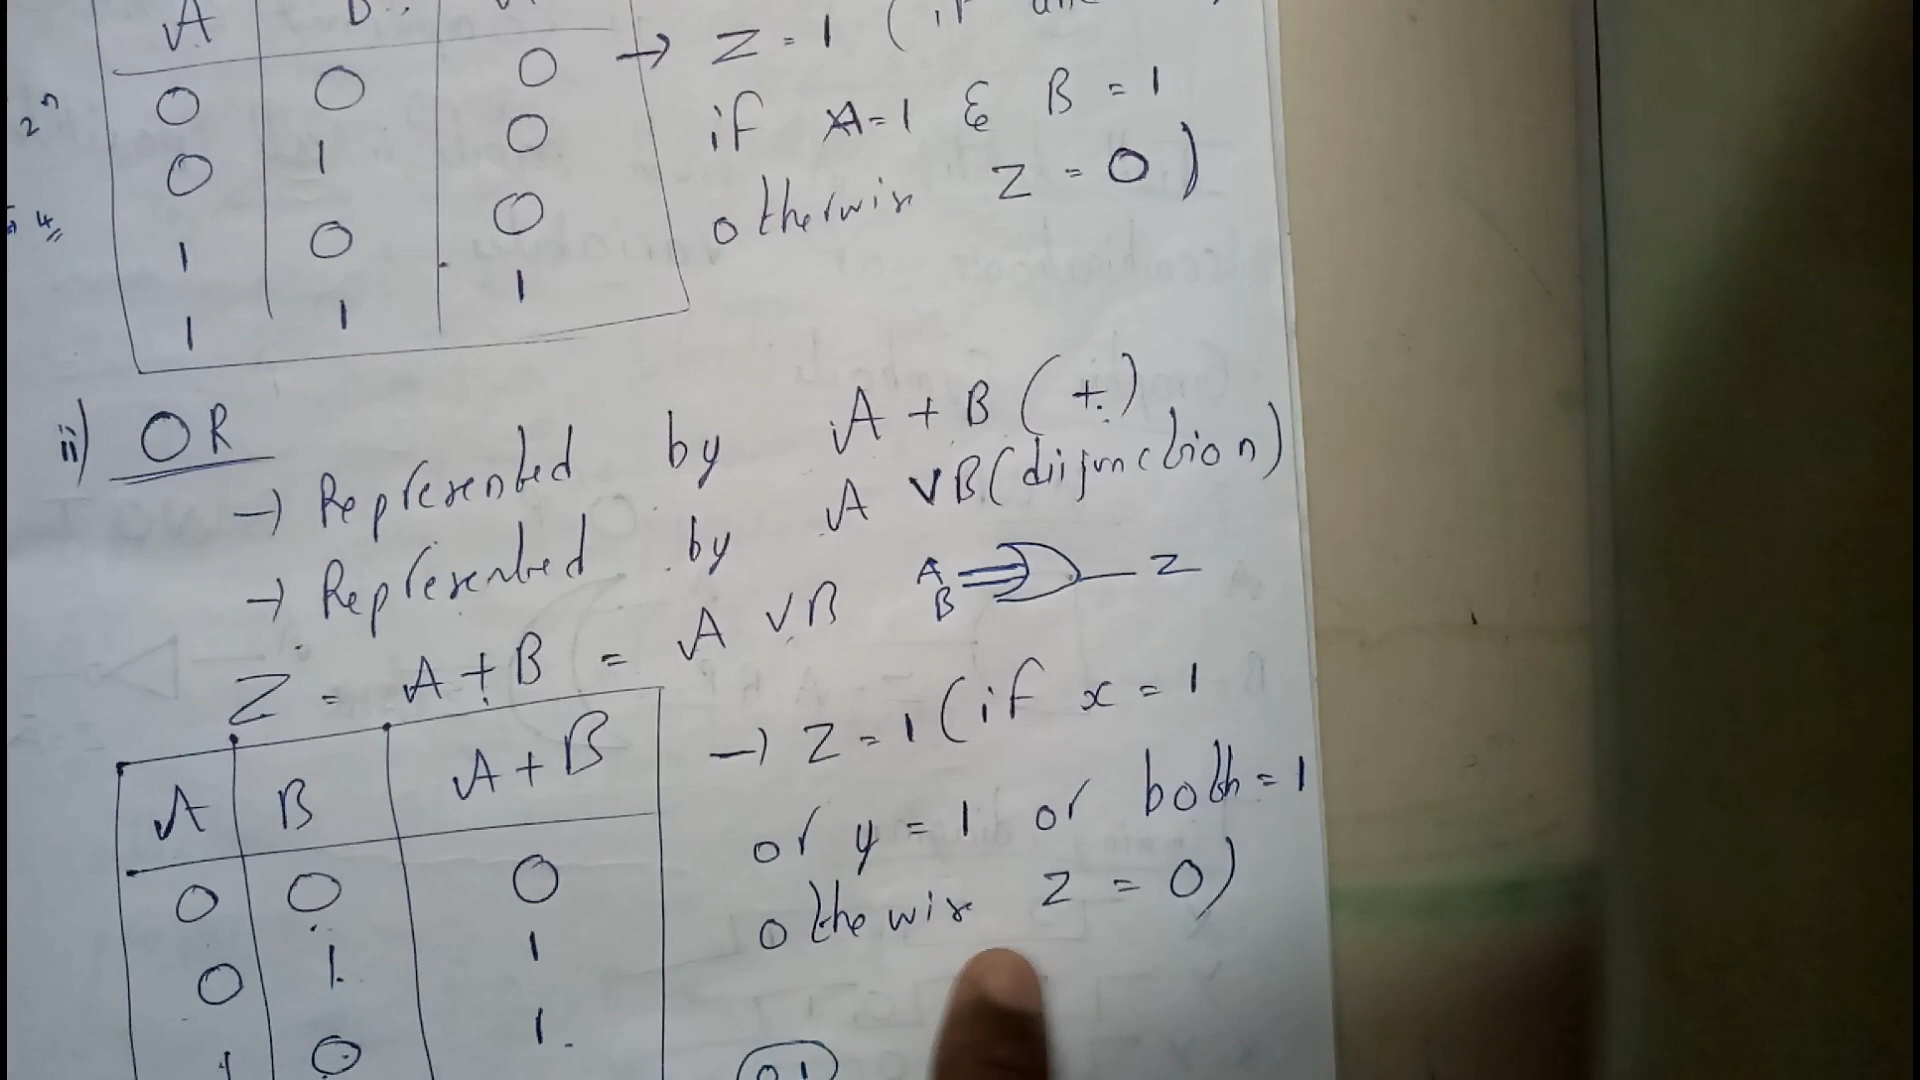 A
→ Z = 1 (if
0 0 0
if A=1 & B = 1
0 1 0
otherwise Z = 0)
1 0 0
1 1 1
ii) OR
→ Represented by A + B (+)
→ Represented by A ∨ B (disjunction)
A
B
Z
Z = A+B = A ∨ B
→ Z = 1 (if x = 1
or y = 1 or both = 1
othewise z = 0)
A B A + B
0 0 0
0 1 1
1 0 1